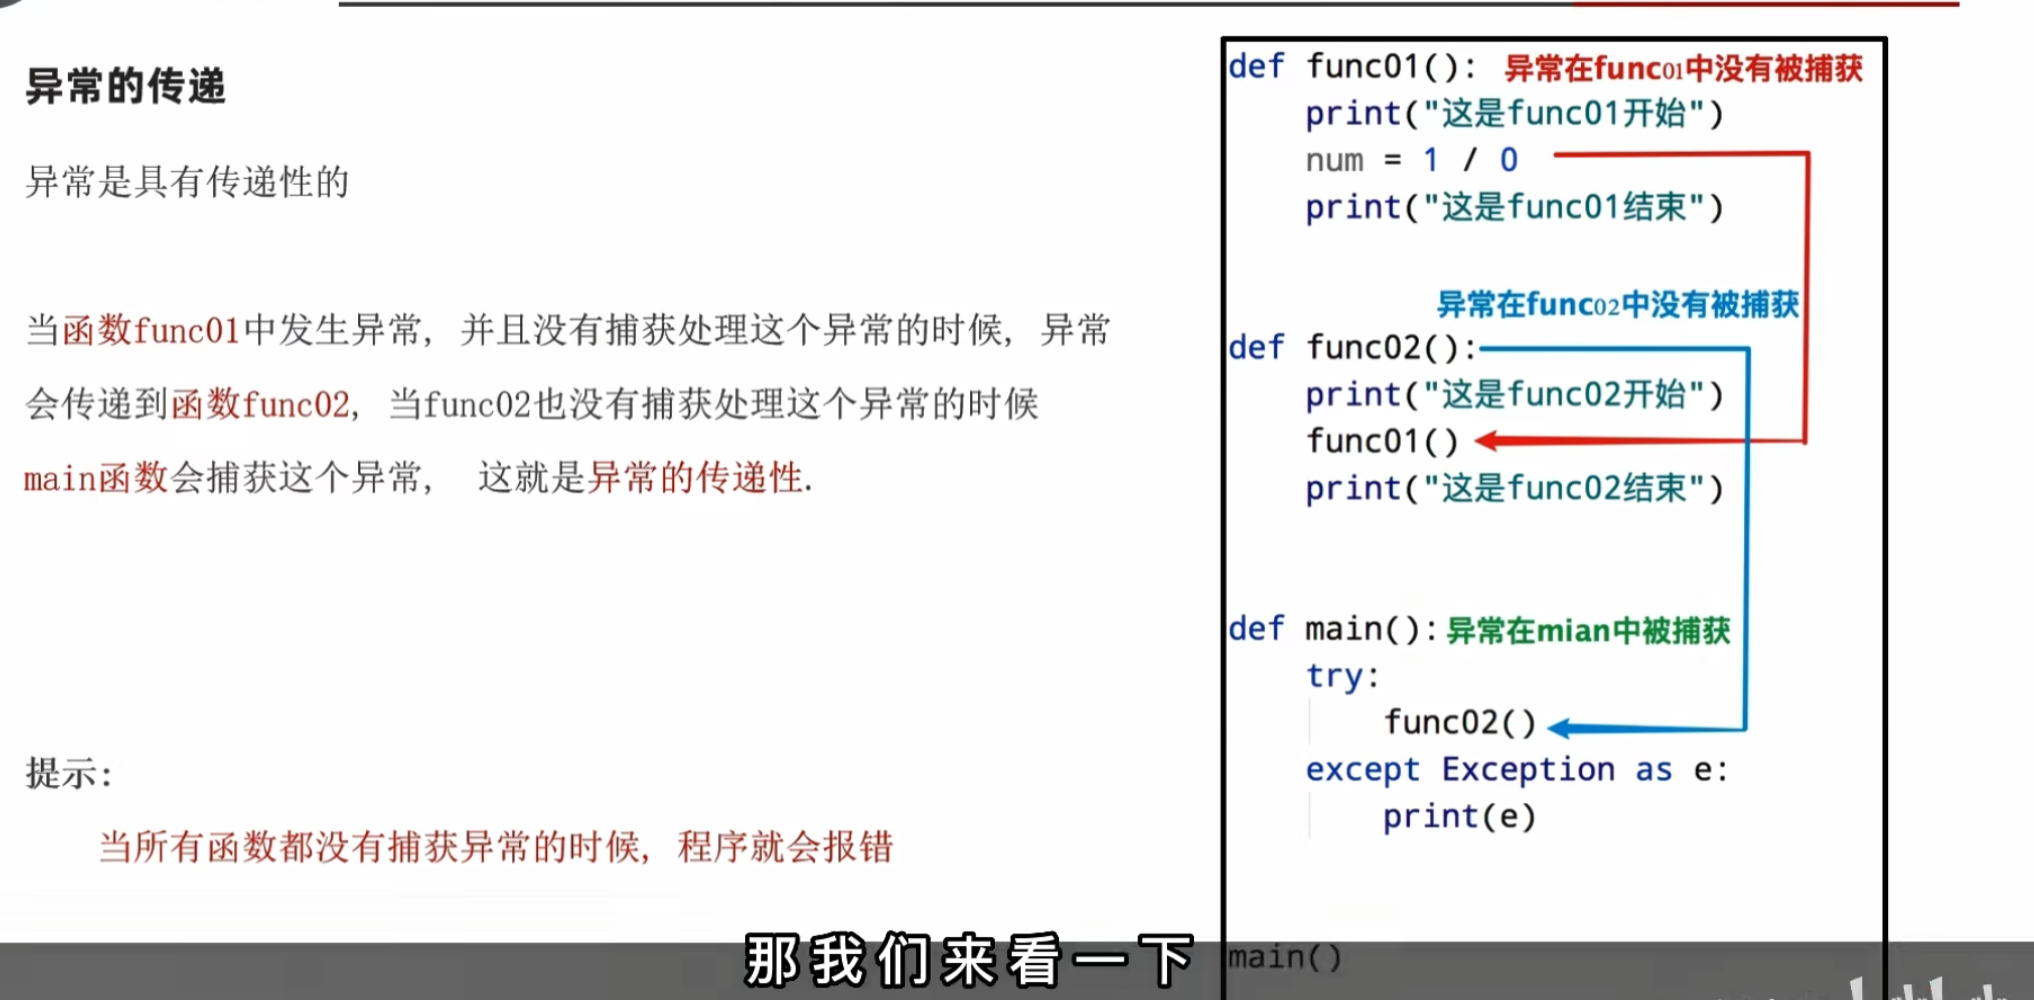 异常的传递
异常是具有传递性的
当函数func01中发生异常, 并且没有捕获处理这个异常的时候, 异常
会传递到函数func02, 当func02也没有捕获处理这个异常的时候
main函数会捕获这个异常, 这就是异常的传递性.
提示:
当所有函数都没有捕获异常的时候, 程序就会报错
def func01(): 异常在func01中没有被捕获
print("这是func01开始")
num = 1 / 0
print("这是func01结束")
异常在func02中没有被捕获
def func02():
print("这是func02开始")
func01()
print("这是func02结束")
def main(): 异常在mian中被捕获
try:
func02()
except Exception as e:
print(e)
main()
那我们来看一下